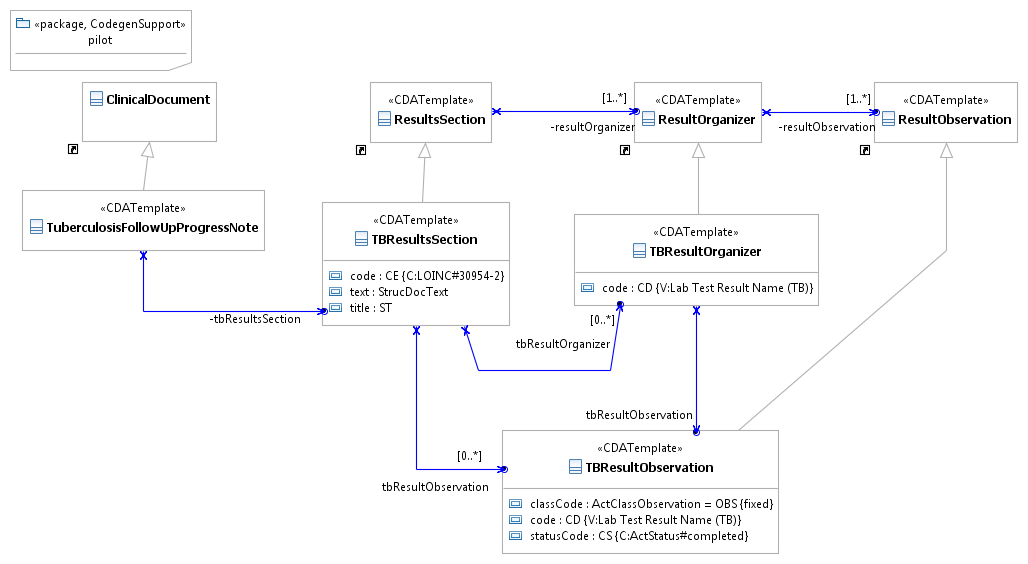 «package, CodegenSupport»
pilot
ClinicalDocument
«CDATemplate»
ResultsSection
[1..*]
-resultOrganizer
«CDATemplate»
ResultOrganizer
[1..*]
-resultObservation
«CDATemplate»
ResultObservation
«CDATemplate»
TuberculosisFollowUpProgressNote
«CDATemplate»
TBResultsSection
code : CE {C:LOINC#30954-2}
text : StrucDocText
title : ST
«CDATemplate»
TBResultOrganizer
code : CD {V:Lab Test Result Name (TB)}
-tbResultsSection
[0..*]
tbResultOrganizer
tbResultObservation
[0..*]
tbResultObservation
«CDATemplate»
TBResultObservation
classCode : ActClassObservation = OBS {fixed}
code : CD {V:Lab Test Result Name (TB)}
statusCode : CS {C:ActStatus#completed}